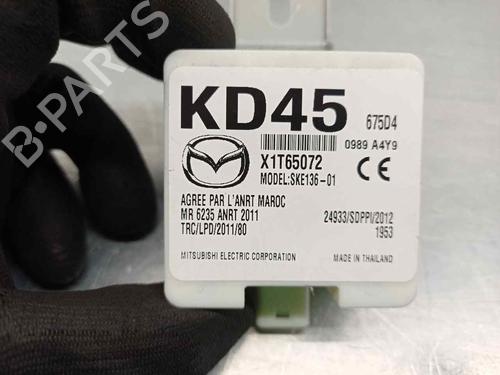 KD45 675D4
0989 A4Y9
X1T65072
MODEL:SKE136-01
CE
AGREE PAR L'ANRT MAROC
MR 6235 ANRT 2011
TRC/LPD/2011/80
24933/SDPPI/2012
1953
MITSUBISHI ELECTRIC CORPORATION MADE IN THAILAND
B-PARTS